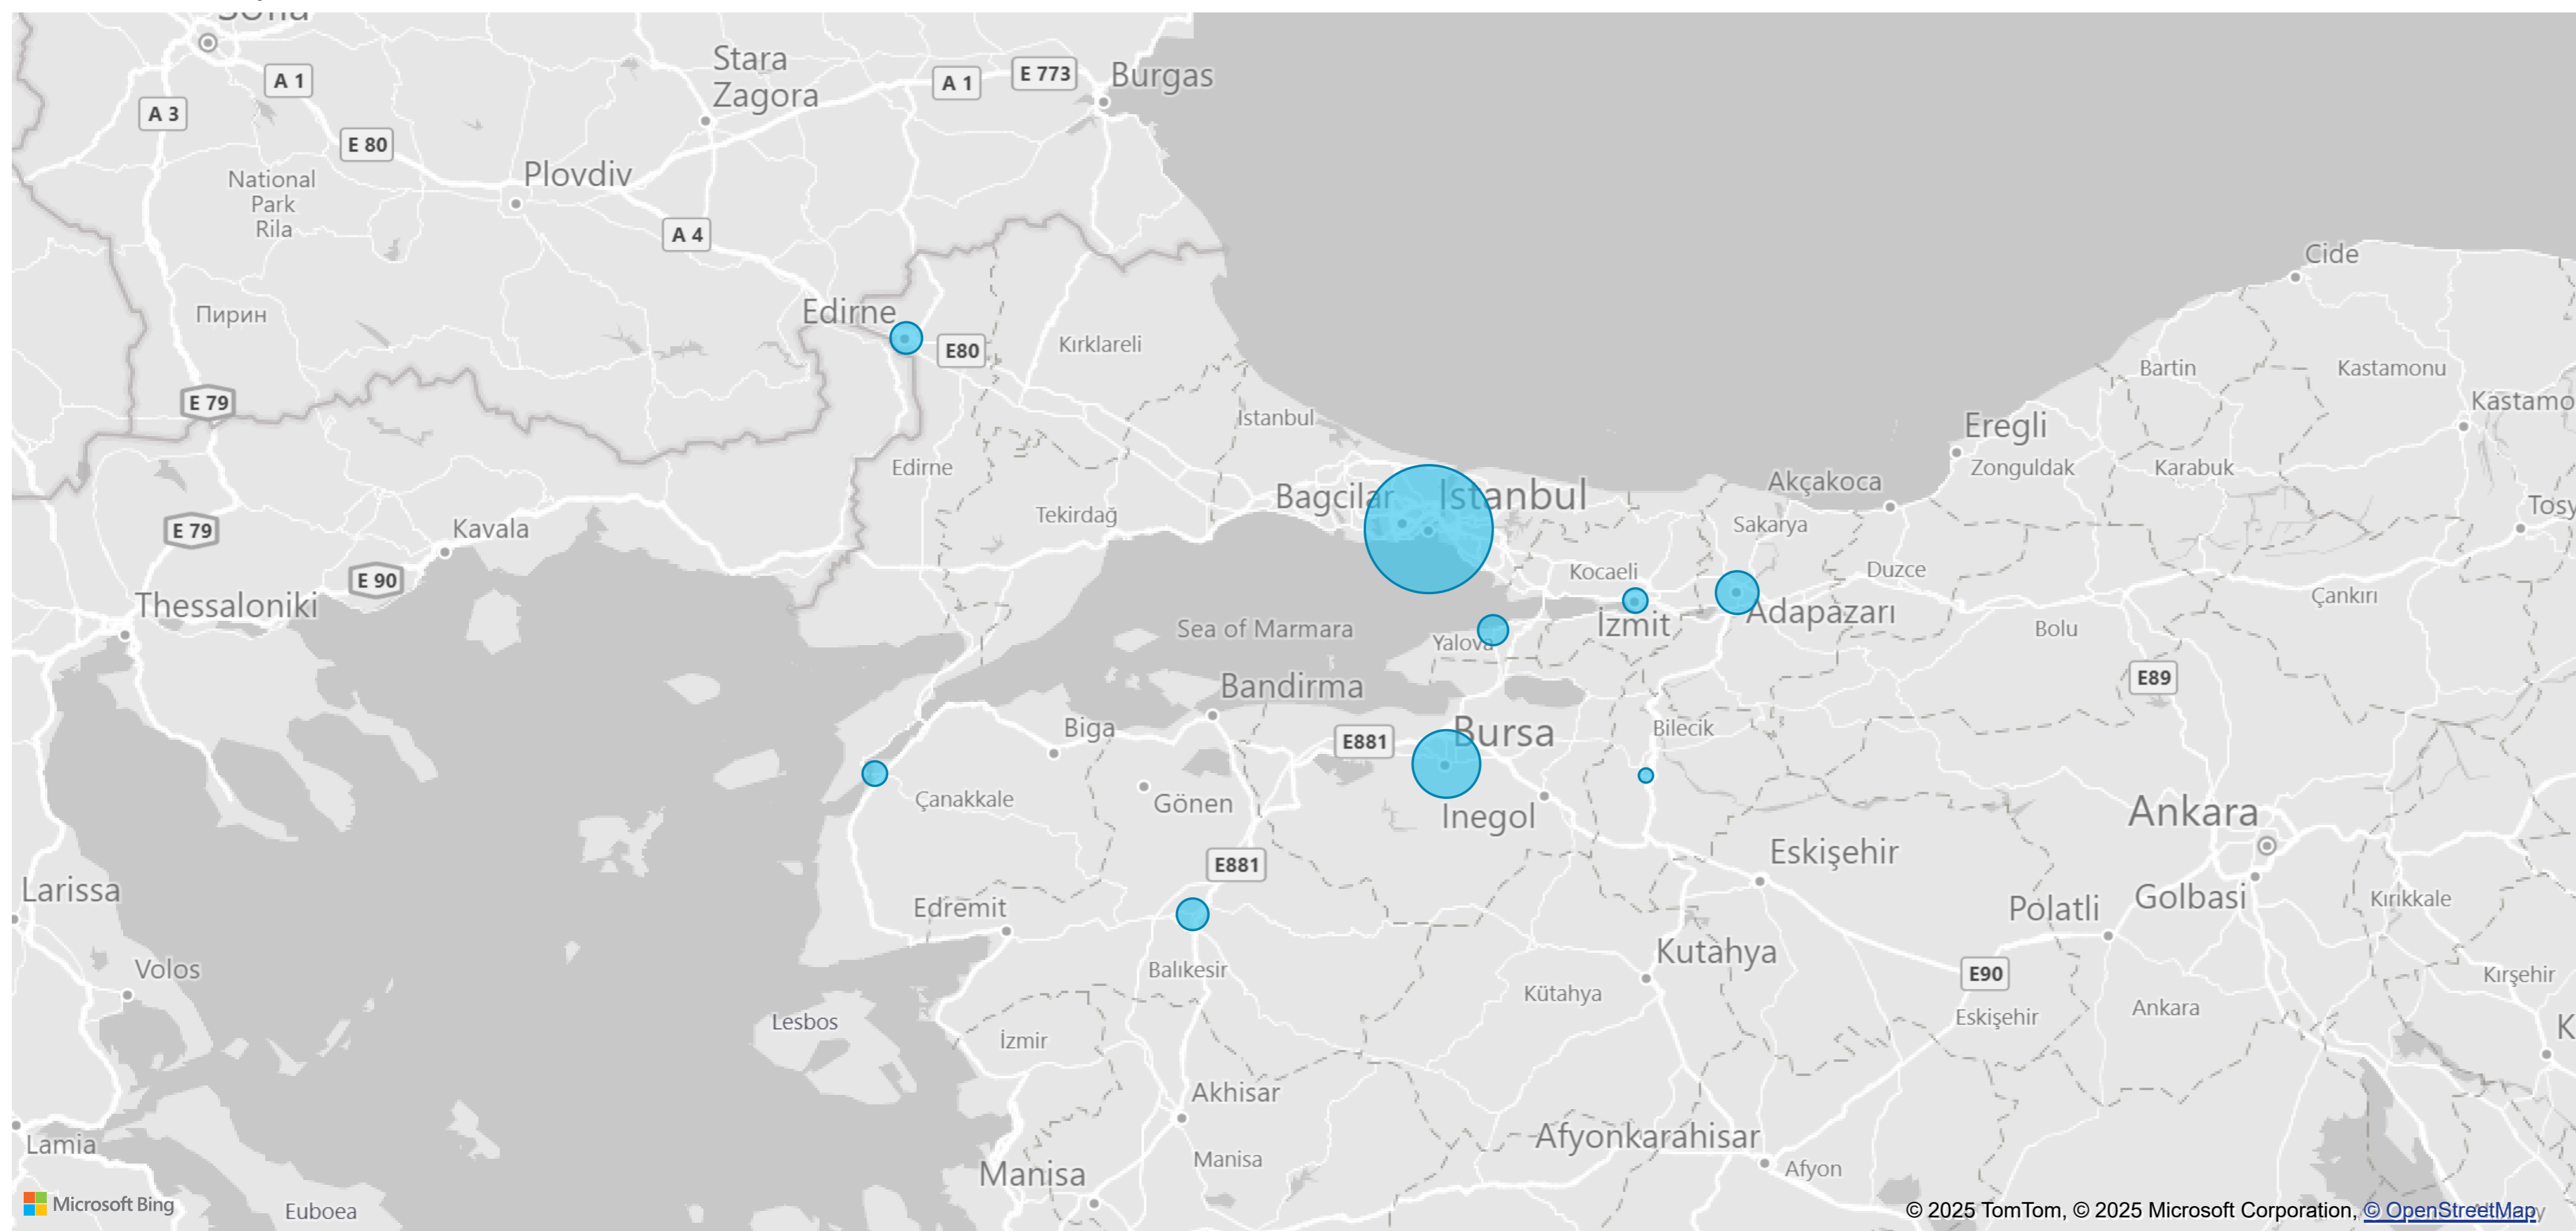 Sofia
A 1
A 3
E 80
Stara
Zagora
A 1
E 773
Burgas
National
Park
Rila
Plovdiv
A 4
Пирин
Edirne
E80
Kırklareli
Cide
Bartin
Kastamonu
Kastamo
E 79
Istanbul
Eregli
Zonguldak
Karabuk
Edirne
Bagcilar
Istanbul
Akçakoca
Tosy
E 79
Kavala
Tekirdağ
Sakarya
E 90
Kocaeli
Duzce
Çankırı
Thessaloniki
Sea of Marmara
Yalova
İzmit
Adapazarı
Bolu
Bandirma
E89
Biga
E881
Bursa
Bilecik
Çanakkale
Gönen
Inegol
Ankara
E881
Eskişehir
Larissa
Edremit
Polatli
Golbasi
Kırıkkale
Volos
Balıkesir
Kutahya
E90
Kırşehir
Kütahya
Lesbos
İzmir
Eskişehir
Ankara
K
Akhisar
Lamia
Afyonkarahisar
Manisa
Manisa
Afyon
Microsoft Bing
Euboea
© 2025 TomTom, © 2025 Microsoft Corporation, © OpenStreetMap